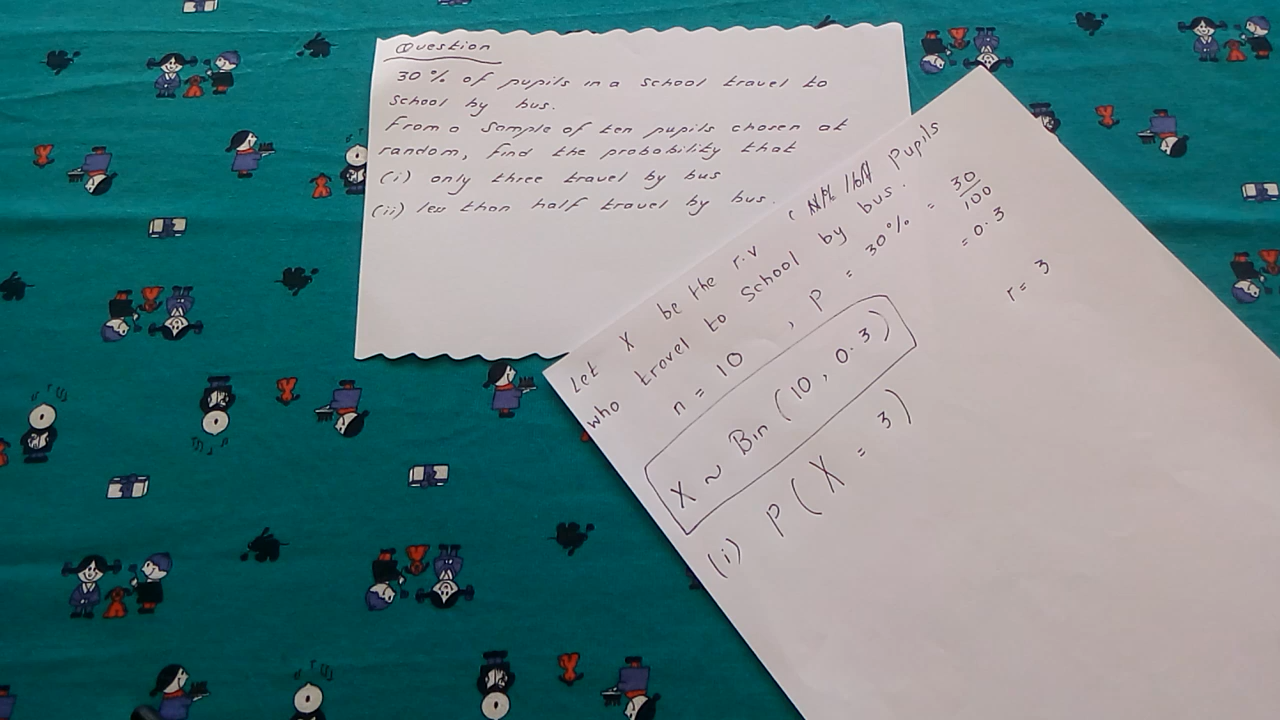 Question
30% of pupils in a school travel to
school by bus.
From a sample of ten pupils chosen at
random, find the probability that
(i) only three travel by bus
(ii) less than half travel by bus.
Let X be the r.v Pupils
who travel to school by bus.
n = 10 , P = 30% = 30/100
= 0.3
r = 3
X ~ Bin (10, 0.3)
(i) P(X = 3)